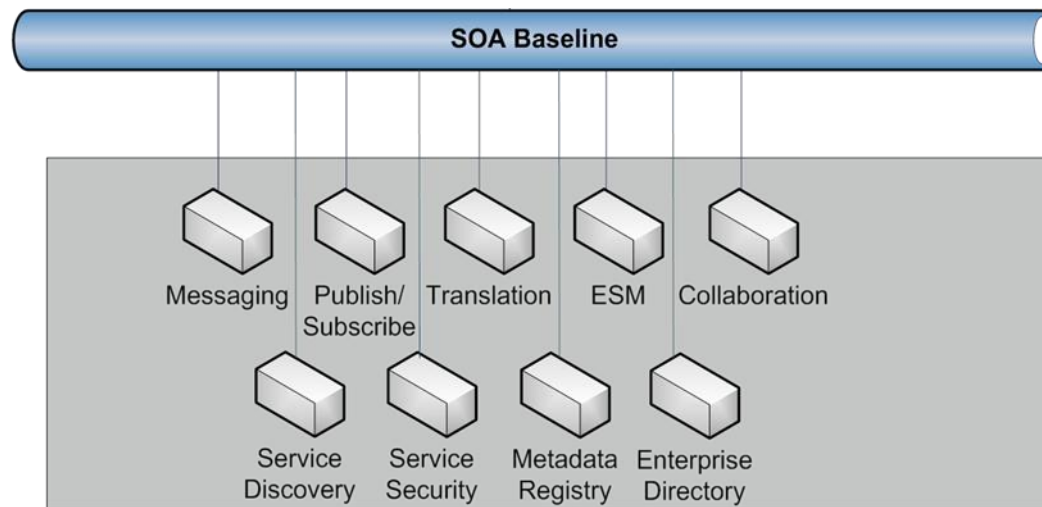 SOA Baseline
Messaging
Publish/
Subscribe
Translation
ESM
Collaboration
Service
Discovery
Service
Security
Metadata
Registry
Enterprise
Directory